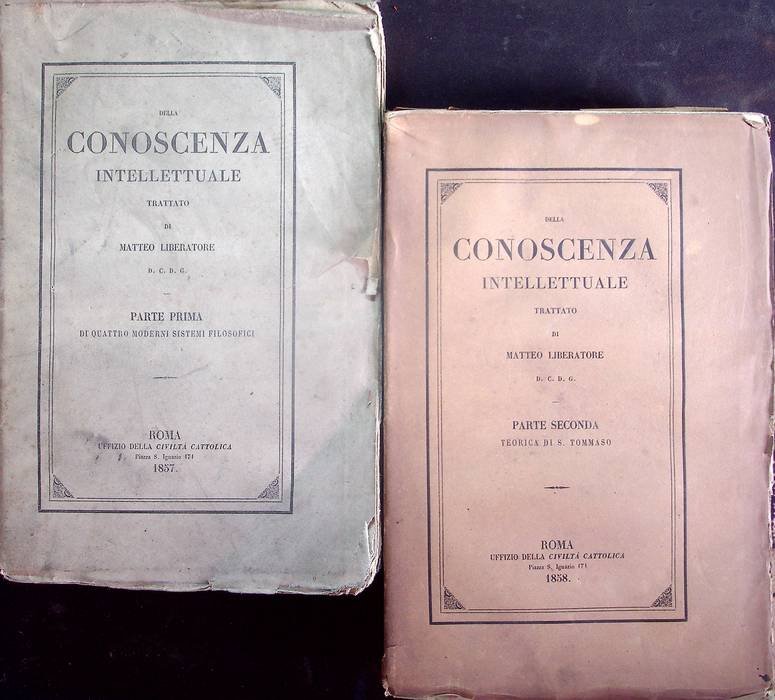 DELLA
CONOSCENZA
INTELLETTUALE
TRATTATO
DI
MATTEO LIBERATORE
D. C. D. G.
PARTE PRIMA
DI QUATTRO MODERNI SISTEMI FILOSOFICI
ROMA
UFFIZIO DELLA CIVILTÀ CATTOLICA
Piazza S. Ignazio 171
1857.
DELLA
CONOSCENZA
INTELLETTUALE
TRATTATO
DI
MATTEO LIBERATORE
D. C. D. G.
PARTE SECONDA
TEORICA DI S. TOMMASO
ROMA
UFFIZIO DELLA CIVILTÀ CATTOLICA
Piazza S. Ignazio 171
1858.